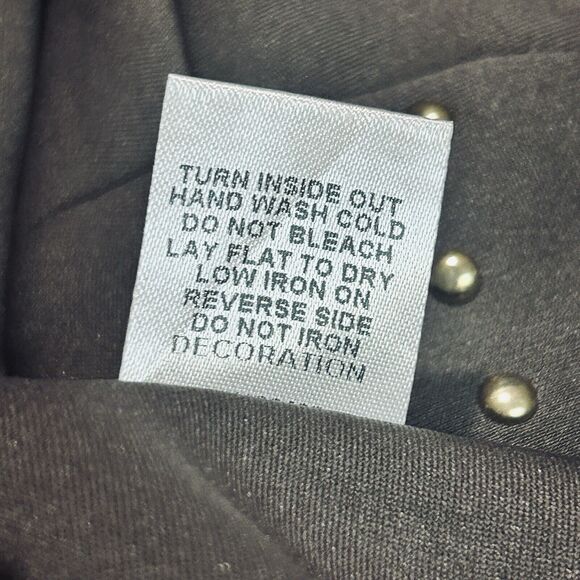 TURN INSIDE OUT
HAND WASH COLD
DO NOT BLEACH
LAY FLAT TO DRY
LOW IRON ON
REVERSE SIDE
DO NOT IRON
DECORATION